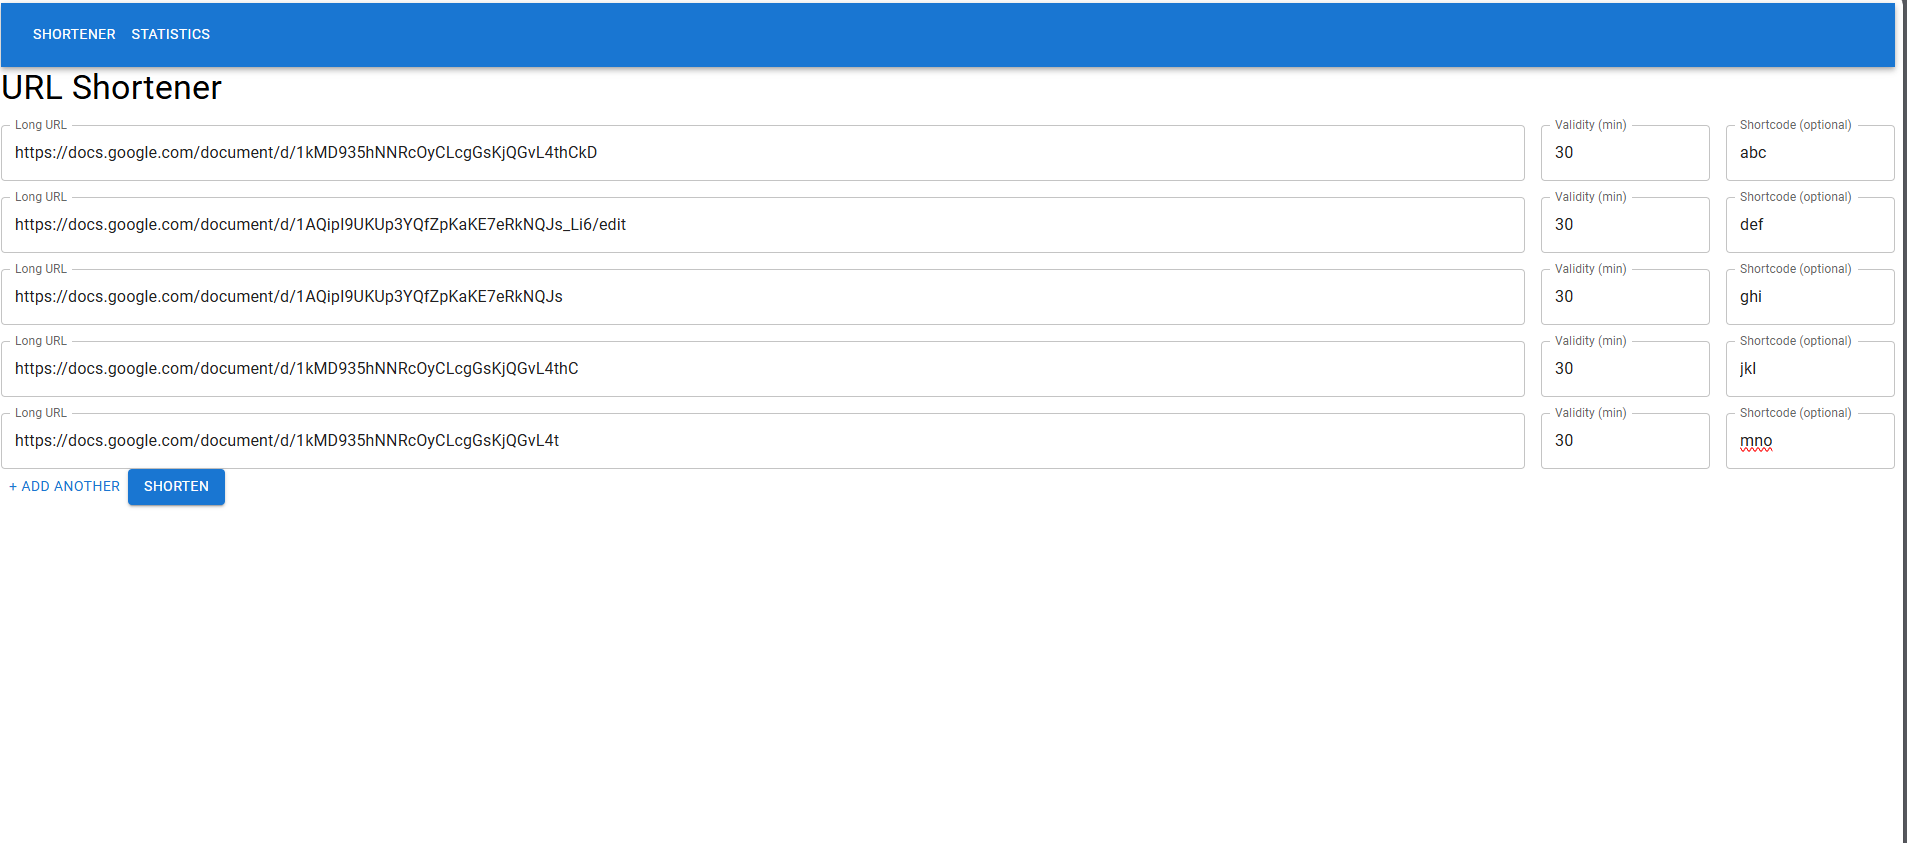 SHORTENER STATISTICS
URL Shortener
Long URL Validity (min) Shortcode (optional)
https://docs.google.com/document/d/1kMD935hNNRcOyCLcgGsKjQGvL4thCkD 30 abc
Long URL Validity (min) Shortcode (optional)
https://docs.google.com/document/d/1AQipI9UKUp3YQfZpKaKE7eRkNQJs_Li6/edit 30 def
Long URL Validity (min) Shortcode (optional)
https://docs.google.com/document/d/1AQipI9UKUp3YQfZpKaKE7eRkNQJs 30 ghi
Long URL Validity (min) Shortcode (optional)
https://docs.google.com/document/d/1kMD935hNNRcOyCLcgGsKjQGvL4thC 30 jkl
Long URL Validity (min) Shortcode (optional)
https://docs.google.com/document/d/1kMD935hNNRcOyCLcgGsKjQGvL4t 30 mno
+ ADD ANOTHER SHORTEN